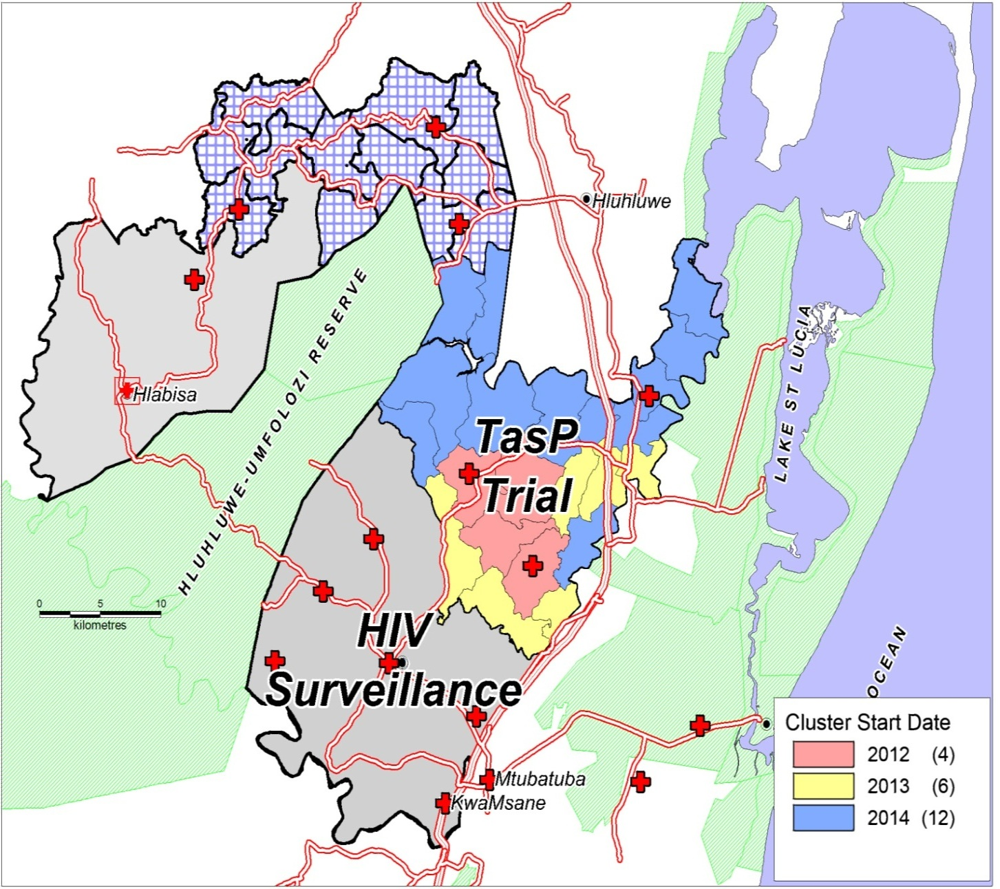 Hluhluwe
HLUHLUWE-UMFOLOZI RESERVE
LAKE ST LUCIA
Hlabisa
TasP
Trial
0 5 10
kilometres
HIV
Surveillance
OCEAN
Mtubatuba
KwaMsane
Cluster Start Date
2012 (4)
2013 (6)
2014 (12)